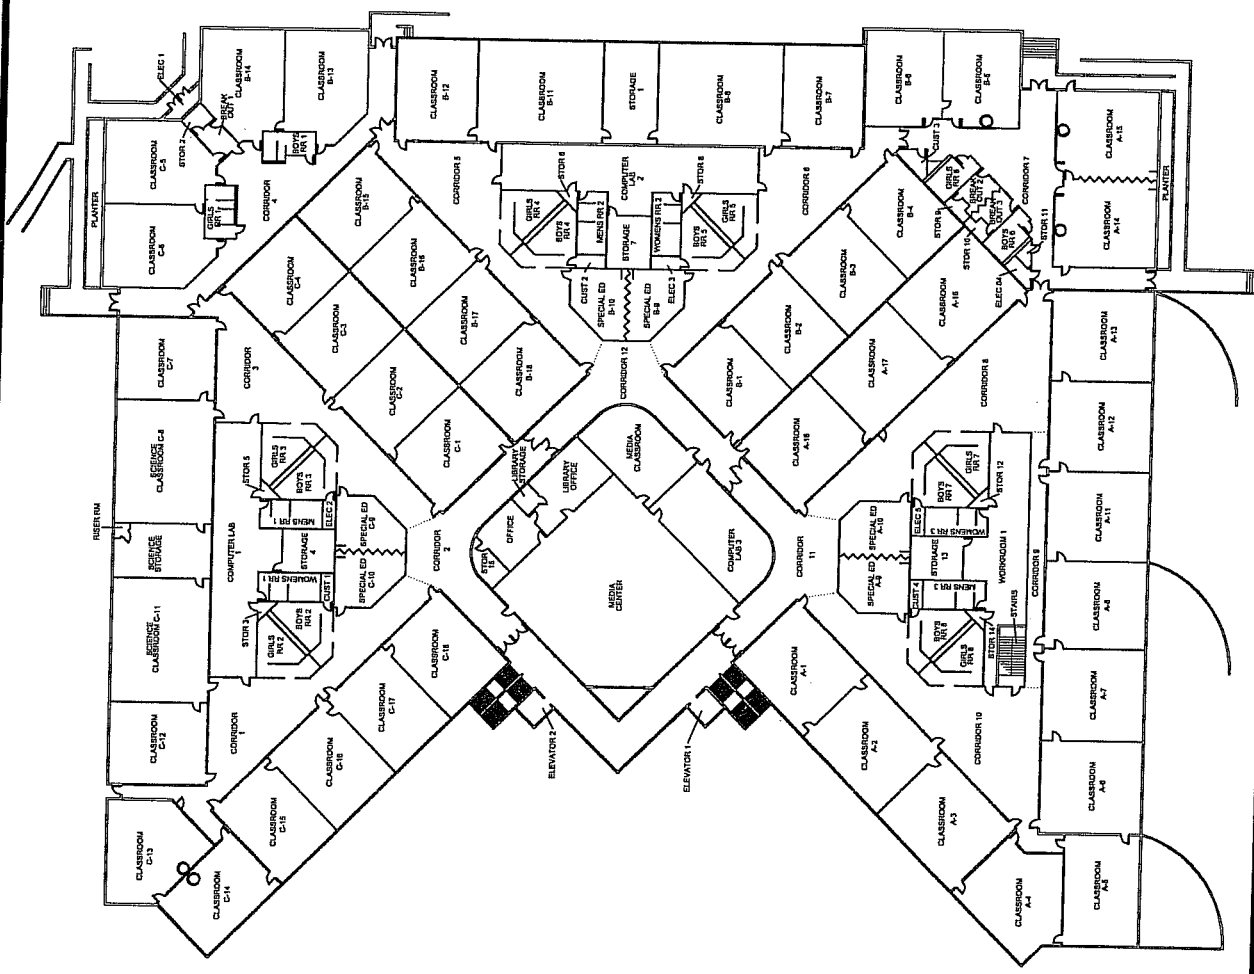 ELEC 1
CLASSROOM
B-14
CLASSROOM
B-13
BREAK
OUT 1
STOR 2
BOYS
RR 1
CLASSROOM
C-5
PLANTER
CLASSROOM
C-6
GIRLS
RR 1
CORRIDOR
4
CLASSROOM
B-12
CLASSROOM
B-11
STORAGE
1
CLASSROOM
B-7
CLASSROOM
B-6
CLASSROOM
B-5
CORRIDOR 5
STOR 6
COMPUTER
LAB
2
STOR 8
GIRLS
RR 4
BOYS
RR 4
MENS RR 2
STORAGE
7
WOMENS RR 2
GIRLS
RR 5
BOYS
RR 5
CUST 2
ELEC 3
SPECIAL ED
B-10
SPECIAL ED
B-9
CORRIDOR 12
CORRIDOR 6
CUST 3
GIRLS
RR 6
BREAK
OUT 2
BREAK
OUT 3
BOYS
RR 6
STOR 9
STOR 10
STOR 11
CORRIDOR 7
CLASSROOM
A-15
CLASSROOM
A-14
PLANTER
CLASSROOM
B-15
CLASSROOM
B-16
CLASSROOM
B-17
CLASSROOM
B-18
CLASSROOM
C-4
CLASSROOM
C-3
CLASSROOM
C-2
CLASSROOM
C-1
CLASSROOM
B-4
CLASSROOM
B-3
CLASSROOM
B-2
CLASSROOM
B-1
CLASSROOM
A-16
CLASSROOM
A-17
CLASSROOM
CORRIDOR 8
CLASSROOM
A-13
CLASSROOM
A-12
CLASSROOM
A-11
CLASSROOM
CLASSROOM
A-7
CLASSROOM
A-6
CLASSROOM
A-5
CLASSROOM
A-4
CLASSROOM
A-3
CLASSROOM
A-2
CLASSROOM
A-1
CORRIDOR
3
CLASSROOM
C-7
SCIENCE
CLASSROOM C-8
RISER RM
SCIENCE
STORAGE
SCIENCE
CLASSROOM C-11
CLASSROOM
C-12
CLASSROOM
C-13
CLASSROOM
C-14
CLASSROOM
C-15
CLASSROOM
C-16
CLASSROOM
C-17
CLASSROOM
C-18
CORRIDOR
1
COMPUTER LAB
1
STOR 5
GIRLS
RR 3
BOYS
RR 3
MENS RR 1
ELEC 2
STORAGE
4
WOMENS RR 1
CUST 1
STOR 3
BOYS
RR 2
GIRLS
RR 2
SPECIAL ED
C-9
SPECIAL ED
C-10
CORRIDOR
2
LIBRARY
STORAGE
LIBRARY
OFFICE
MEDIA
CLASSROOM
OFFICE
STOR
15
MEDIA
CENTER
COMPUTER
LAB 3
CORRIDOR
11
SPECIAL ED
A-10
SPECIAL ED
A-9
ELEC 5
WOMENS RR 3
STORAGE
13
MENS RR 3
CUST 4
GIRLS
RR 7
BOYS
RR 7
STOR 12
WORKROOM 1
CORRIDOR 9
STAIRS
STOR 14
BOYS
RR 8
GIRLS
RR 8
CORRIDOR 10
ELEVATOR 2
ELEVATOR 1